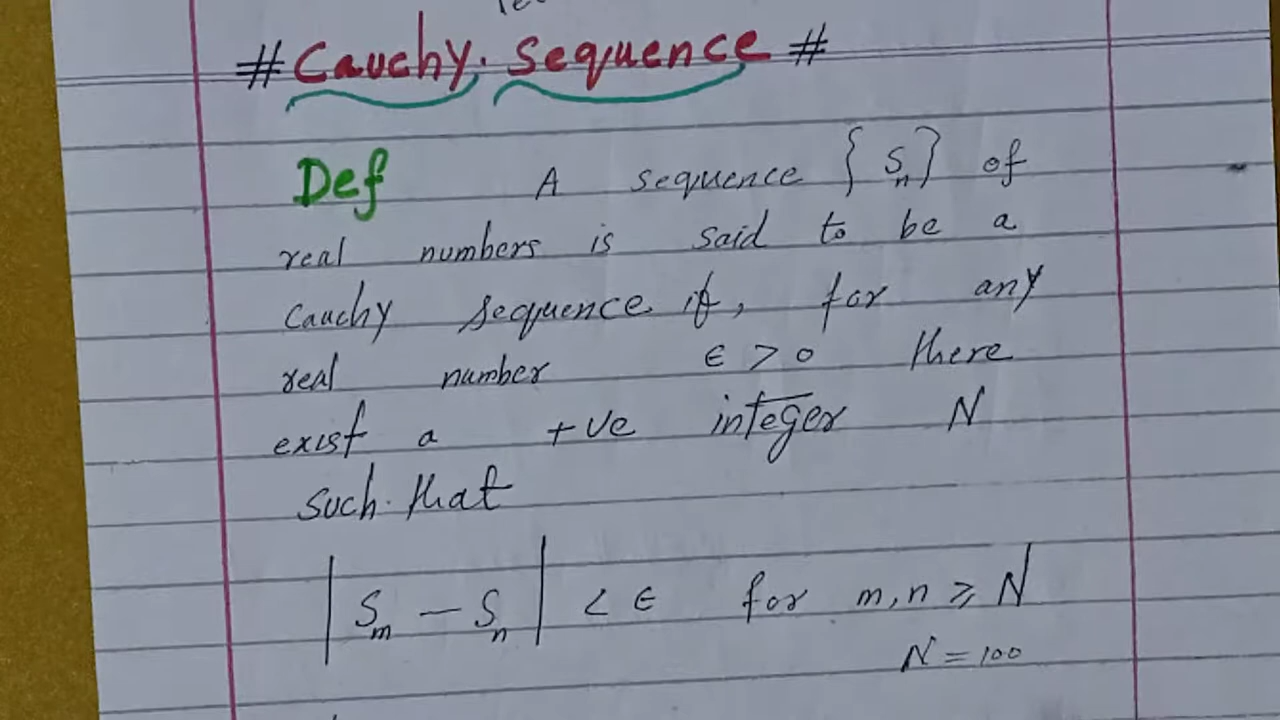 # Cauchy. Sequence #
Def A sequence {Sₙ} of
real numbers is said to be a
Cauchy sequence if, for any
real number ϵ > 0 there
exist a +ve integer N
such that
|Sₘ − Sₙ| < ϵ for m, n ⩾ N
N = 100